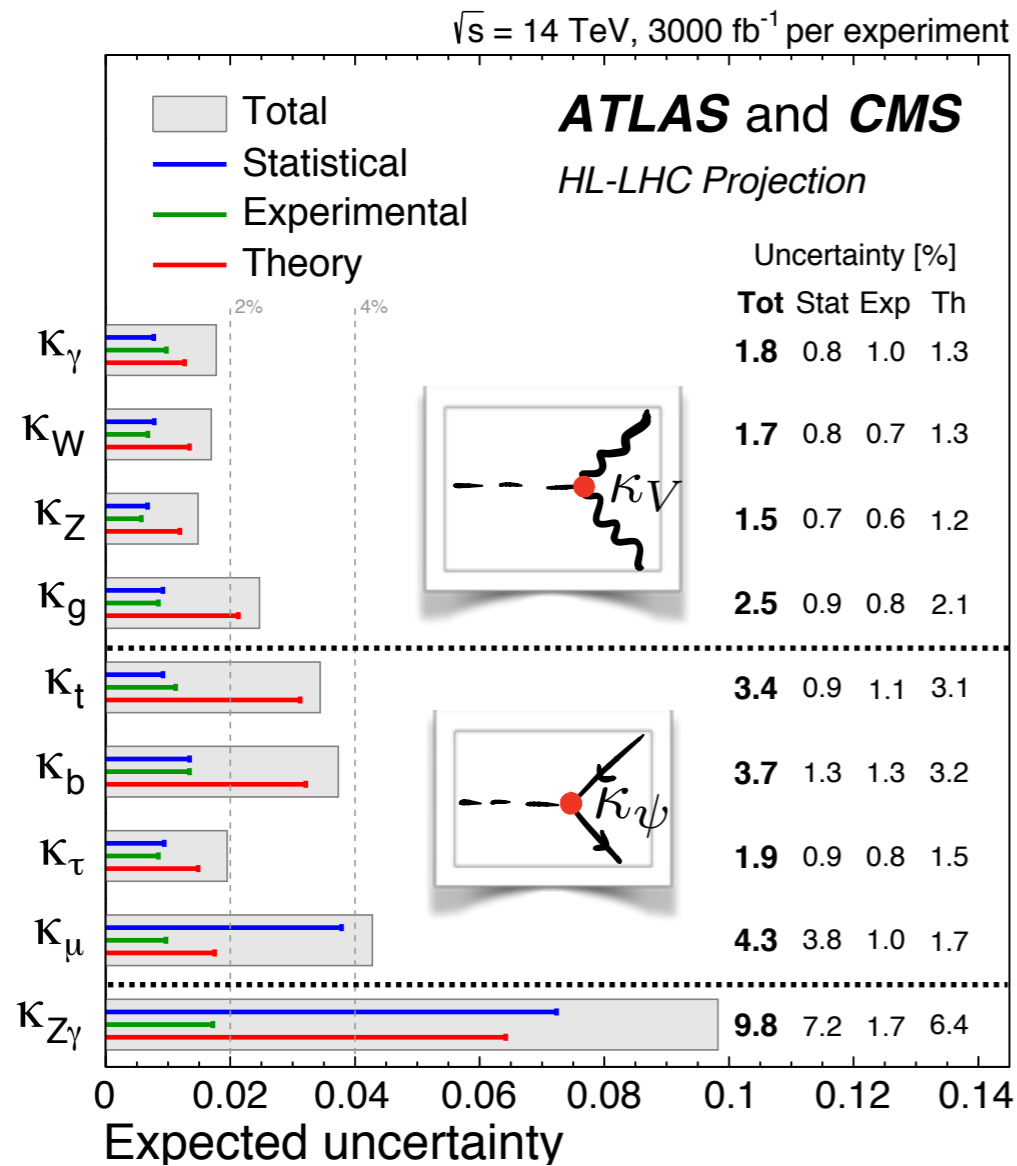 √s = 14 TeV, 3000 fb⁻¹ per experiment
Total
Statistical
Experimental
Theory
ATLAS and CMS
HL-LHC Projection
Uncertainty [%]
Tot Stat Exp Th
2% 4%
κγ 1.8 0.8 1.0 1.3
κW 1.7 0.8 0.7 1.3
κZ 1.5 0.7 0.6 1.2
κg 2.5 0.9 0.8 2.1
κt 3.4 0.9 1.1 3.1
κb 3.7 1.3 1.3 3.2
κτ 1.9 0.9 0.8 1.5
κμ 4.3 3.8 1.0 1.7
κZγ 9.8 7.2 1.7 6.4
κV
κψ
0 0.02 0.04 0.06 0.08 0.1 0.12 0.14
Expected uncertainty